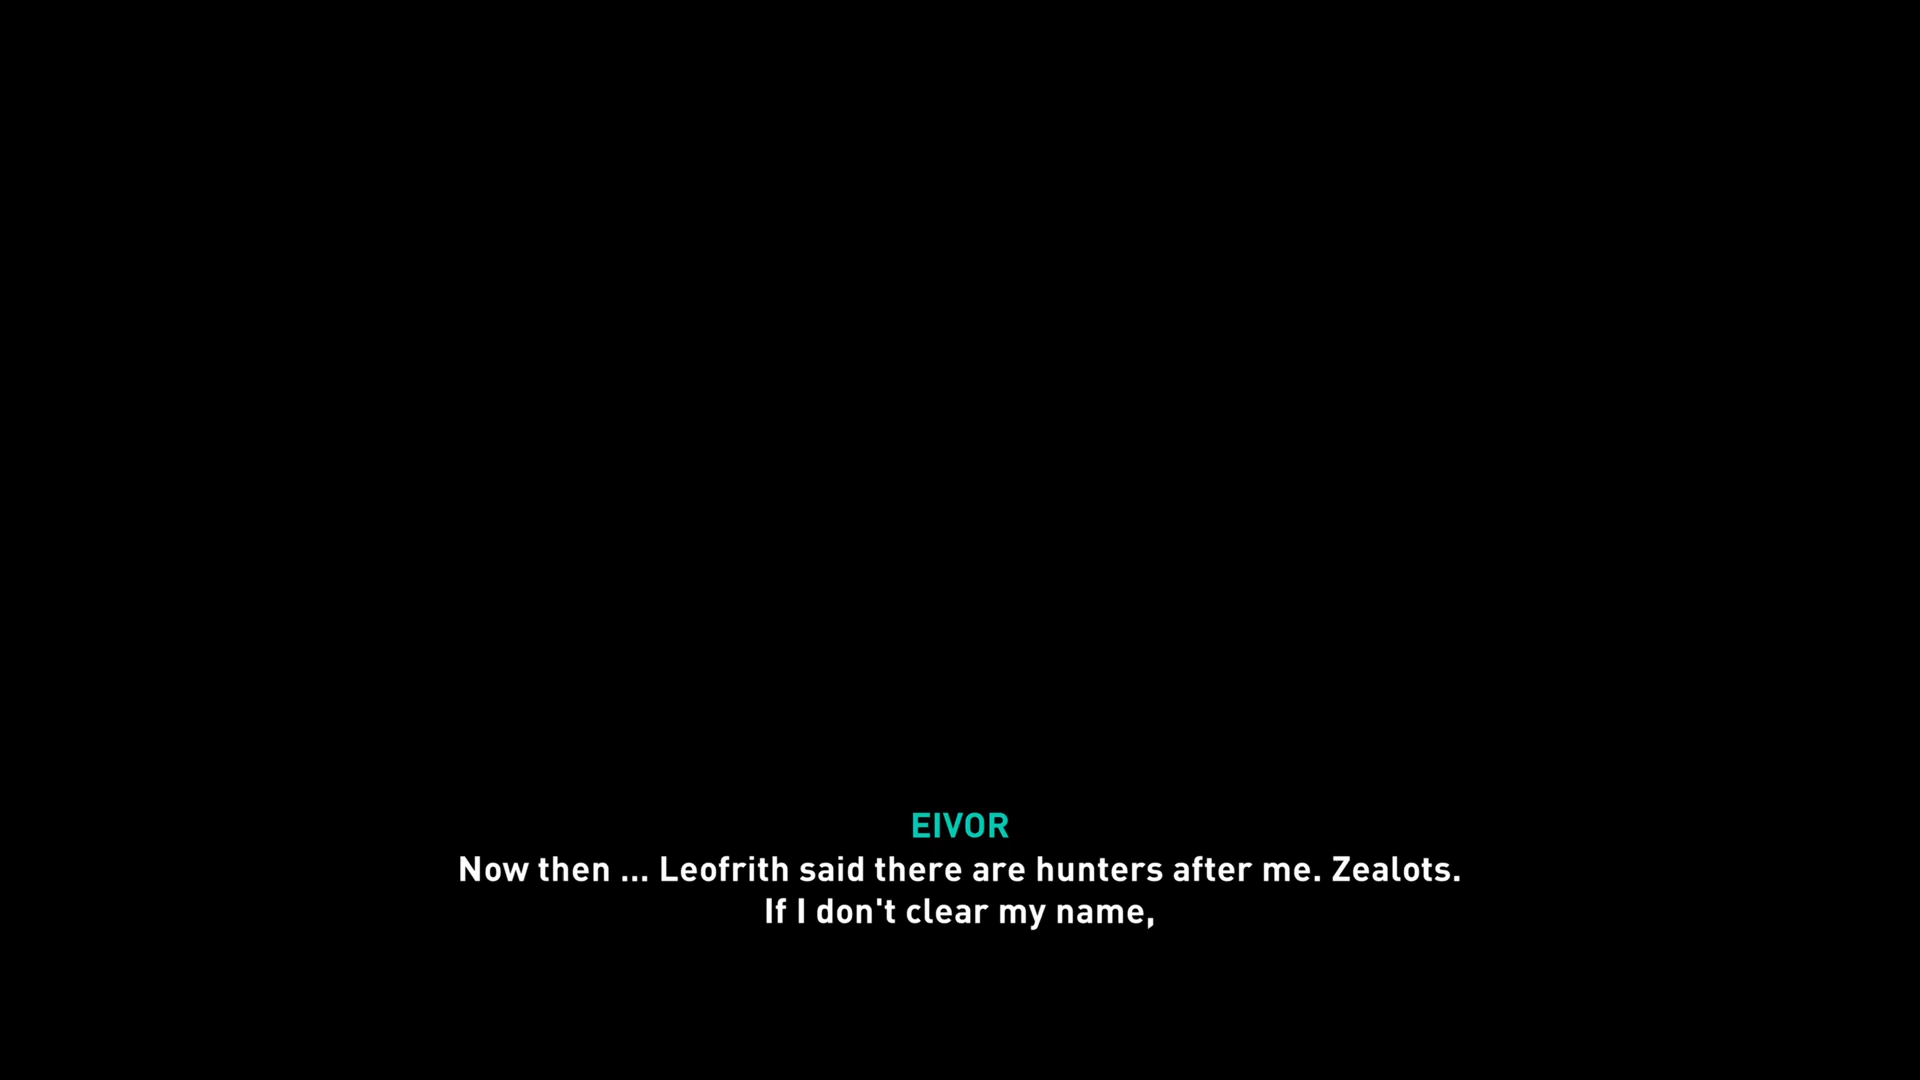 EIVOR
Now then ... Leofrith said there are hunters after me. Zealots.
If I don't clear my name,